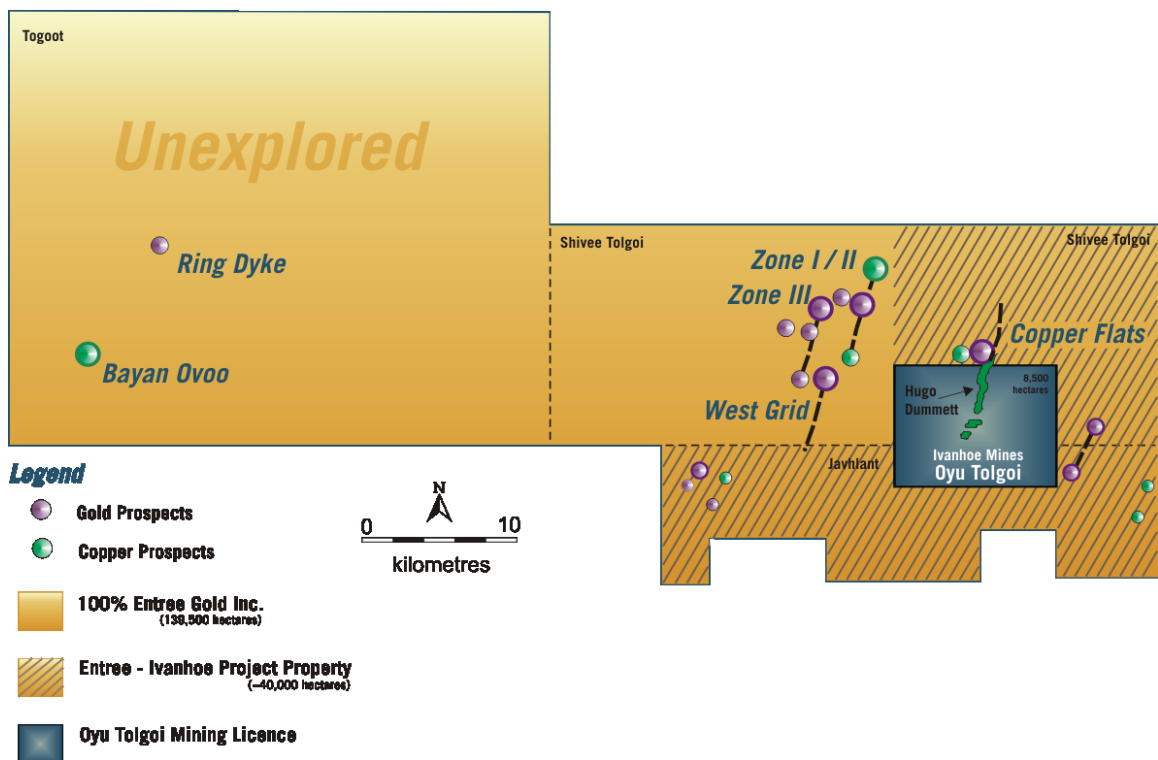 Togoot
Unexplored
Ring Dyke
Bayan Ovoo
Shivee Tolgoi
Shivee Tolgoi
Zone I / II
Zone III
Copper Flats
West Grid
8,500
hectares
Hugo
Dummett
Ivanhoe Mines
Oyu Tolgoi
Javhlant
Legend
Gold Prospects
Copper Prospects
N
0 10
kilometres
100% Entree Gold Inc.
(139,500 hectares)
Entree - Ivanhoe Project Property
(~40,000 hectares)
Oyu Tolgoi Mining Licence